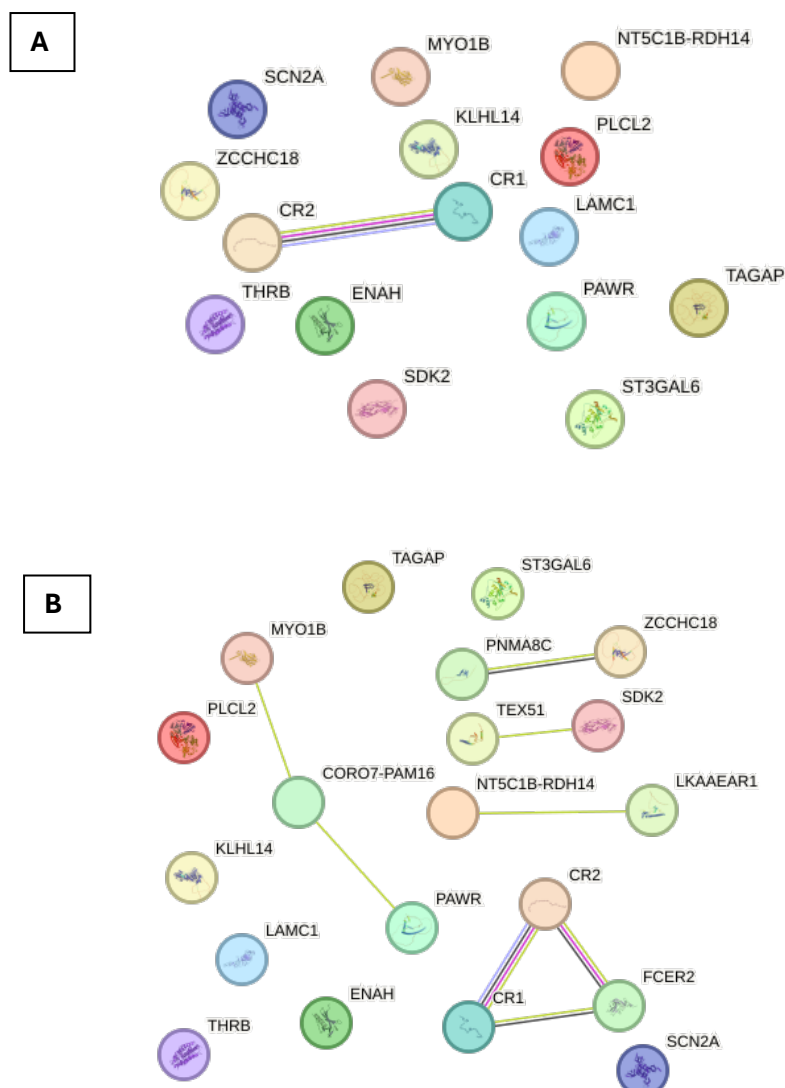 A
MYO1B
NT5C1B-RDH14
SCN2A
KLHL14
PLCL2
ZCCHC18
CR1
CR2
LAMC1
THRB
ENAH
PAWR
TAGAP
SDK2
ST3GAL6
B
TAGAP
ST3GAL6
MYO1B
PNMA8C
ZCCHC18
PLCL2
TEX51
SDK2
CORO7-PAM16
NT5C1B-RDH14
LKAAEAR1
KLHL14
CR2
PAWR
LAMC1
FCER2
ENAH
CR1
THRB
SCN2A